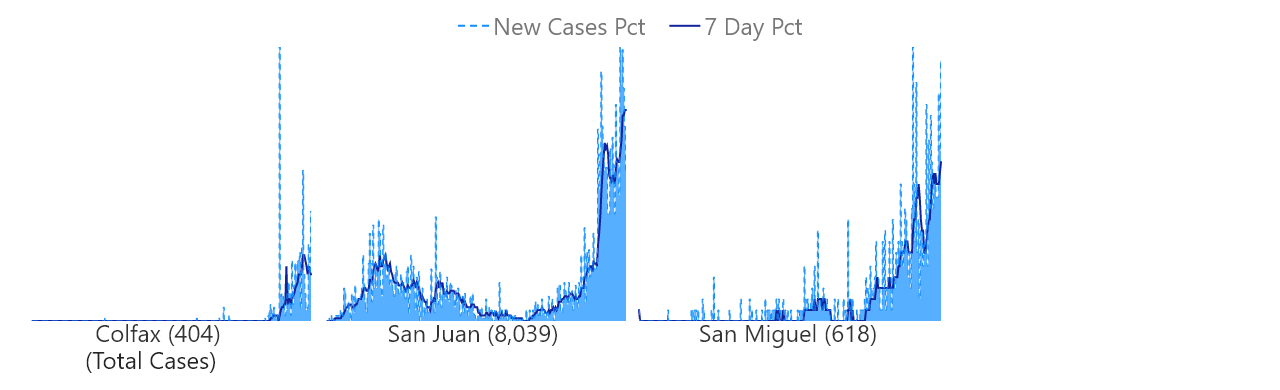 New Cases Pct 7 Day Pct
Colfax (404) San Juan (8,039) San Miguel (618)
(Total Cases)